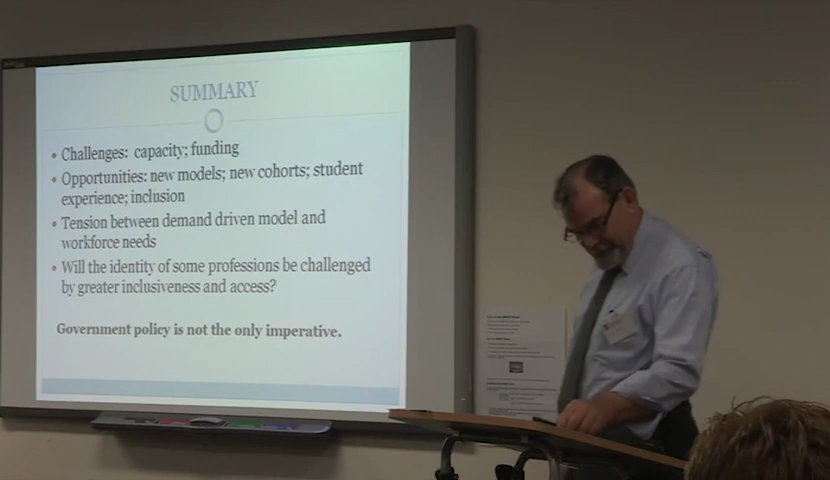 SUMMARY
• Challenges: capacity; funding
• Opportunities: new models; new cohorts; student
experience; inclusion
• Tension between demand driven model and
workforce needs
• Will the identity of some professions be challenged
by greater inclusiveness and access?
Government policy is not the only imperative.